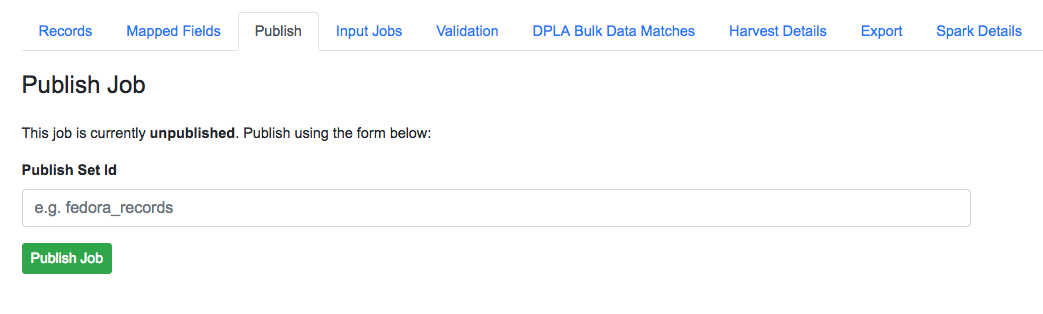 Records Mapped Fields Publish Input Jobs Validation DPLA Bulk Data Matches Harvest Details Export Spark Details
Publish Job
This job is currently unpublished. Publish using the form below:
Publish Set Id
e.g. fedora_records
Publish Job